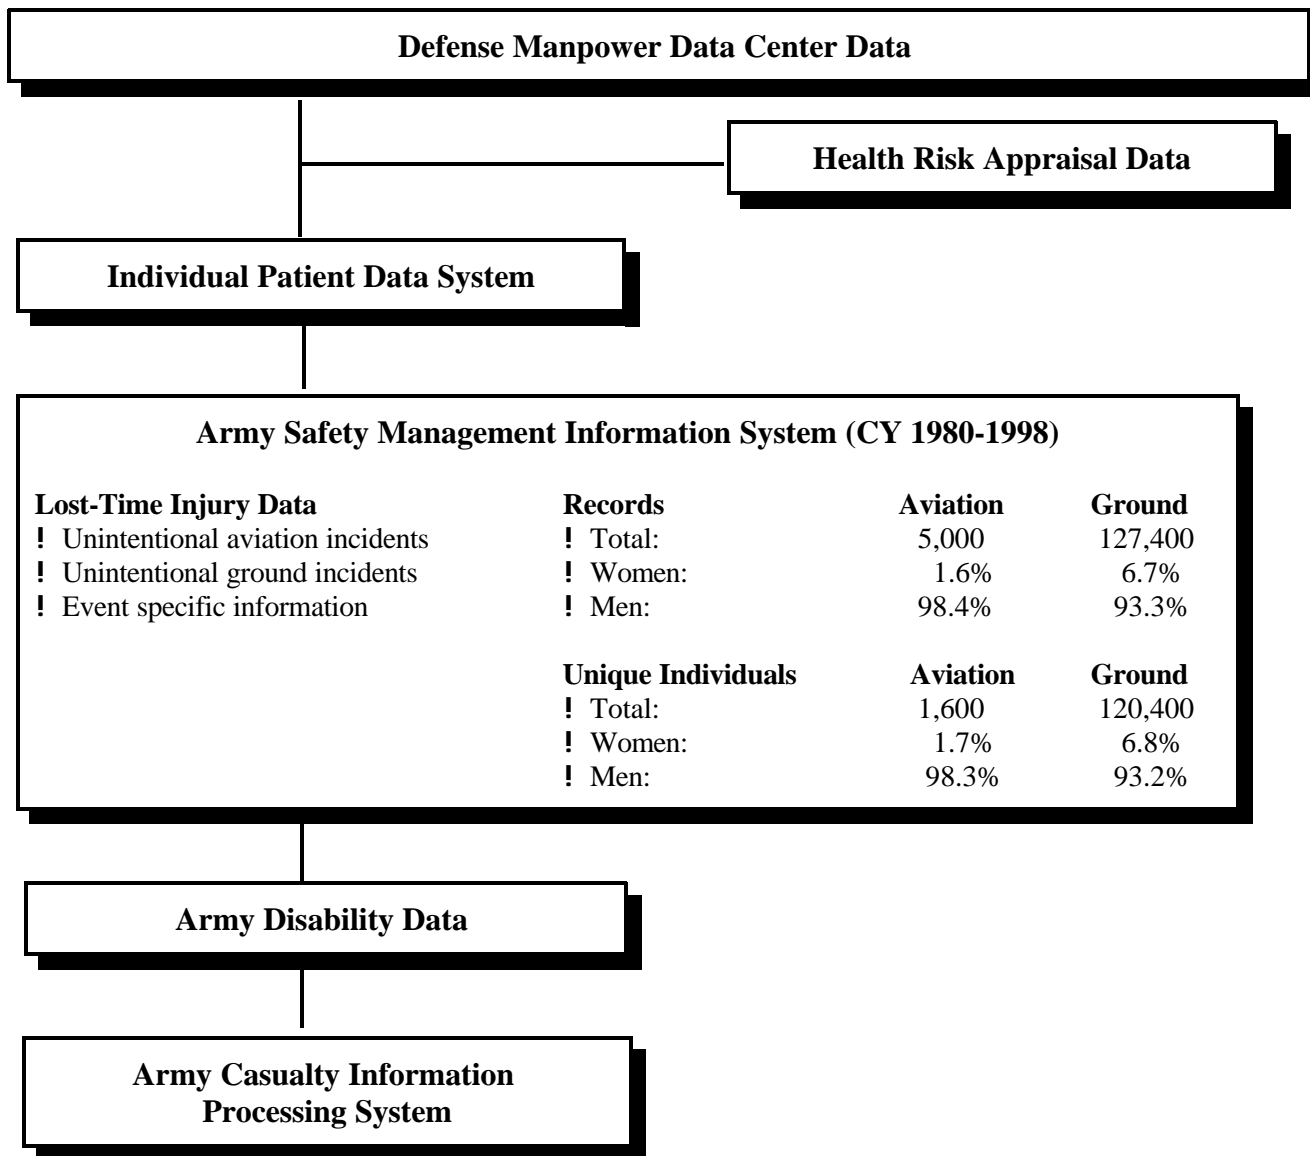 Defense Manpower Data Center Data
Health Risk Appraisal Data
Individual Patient Data System
Army Safety Management Information System (CY 1980-1998)
Lost-Time Injury Data
! Unintentional aviation incidents
! Unintentional ground incidents
! Event specific information
Records Aviation Ground
! Total: 5,000 127,400
! Women: 1.6% 6.7%
! Men: 98.4% 93.3%
Unique Individuals Aviation Ground
! Total: 1,600 120,400
! Women: 1.7% 6.8%
! Men: 98.3% 93.2%
Army Disability Data
Army Casualty Information
Processing System